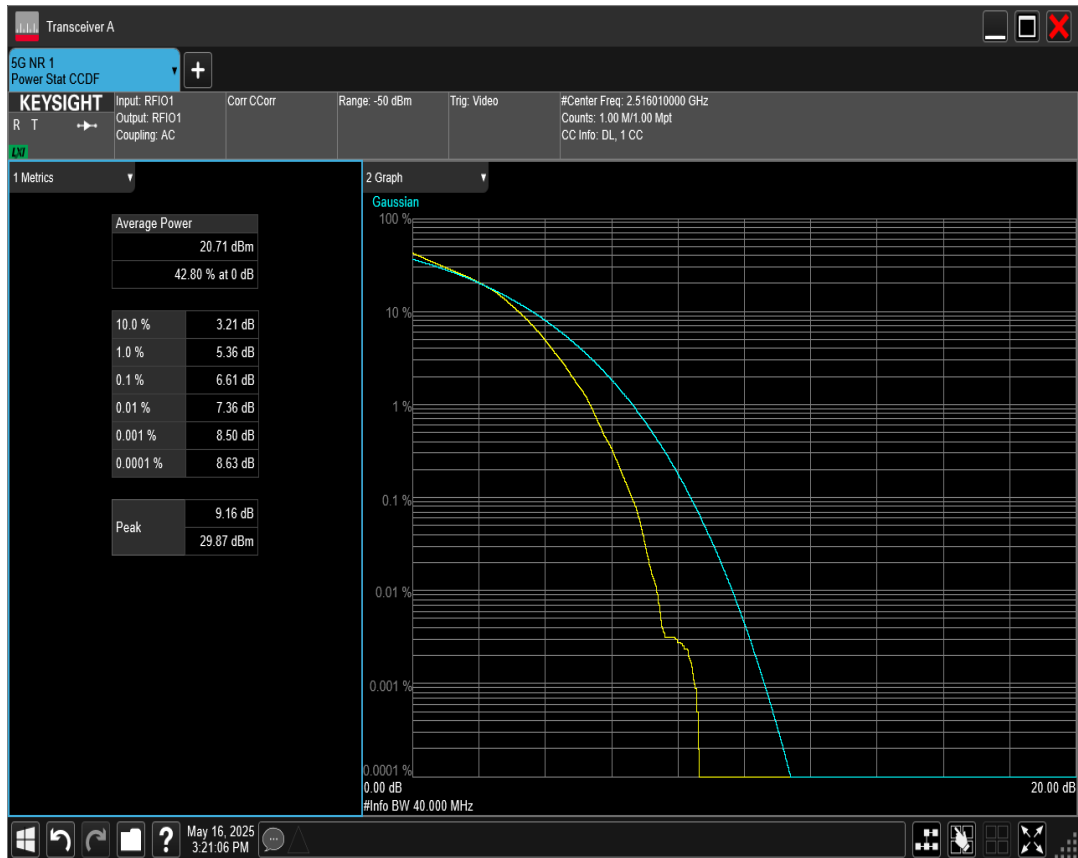 Transceiver A
5G NR 1
Power Stat CCDF
+
KEYSIGHT
R T
LXI
Input: RFIO1
Output: RFIO1
Coupling: AC
Corr CCorr
Range: -50 dBm
Trig: Video
#Center Freq: 2.516010000 GHz
Counts: 1.00 M/1.00 Mpt
CC Info: DL, 1 CC
1 Metrics
Average Power
20.71 dBm
42.80 % at 0 dB
10.0 % 3.21 dB
1.0 % 5.36 dB
0.1 % 6.61 dB
0.01 % 7.36 dB
0.001 % 8.50 dB
0.0001 % 8.63 dB
Peak
9.16 dB
29.87 dBm
2 Graph
Gaussian
100 %
10 %
1 %
0.1 %
0.01 %
0.001 %
0.0001 %
0.00 dB 20.00 dB
#Info BW 40.000 MHz
?
May 16, 2025
3:21:06 PM